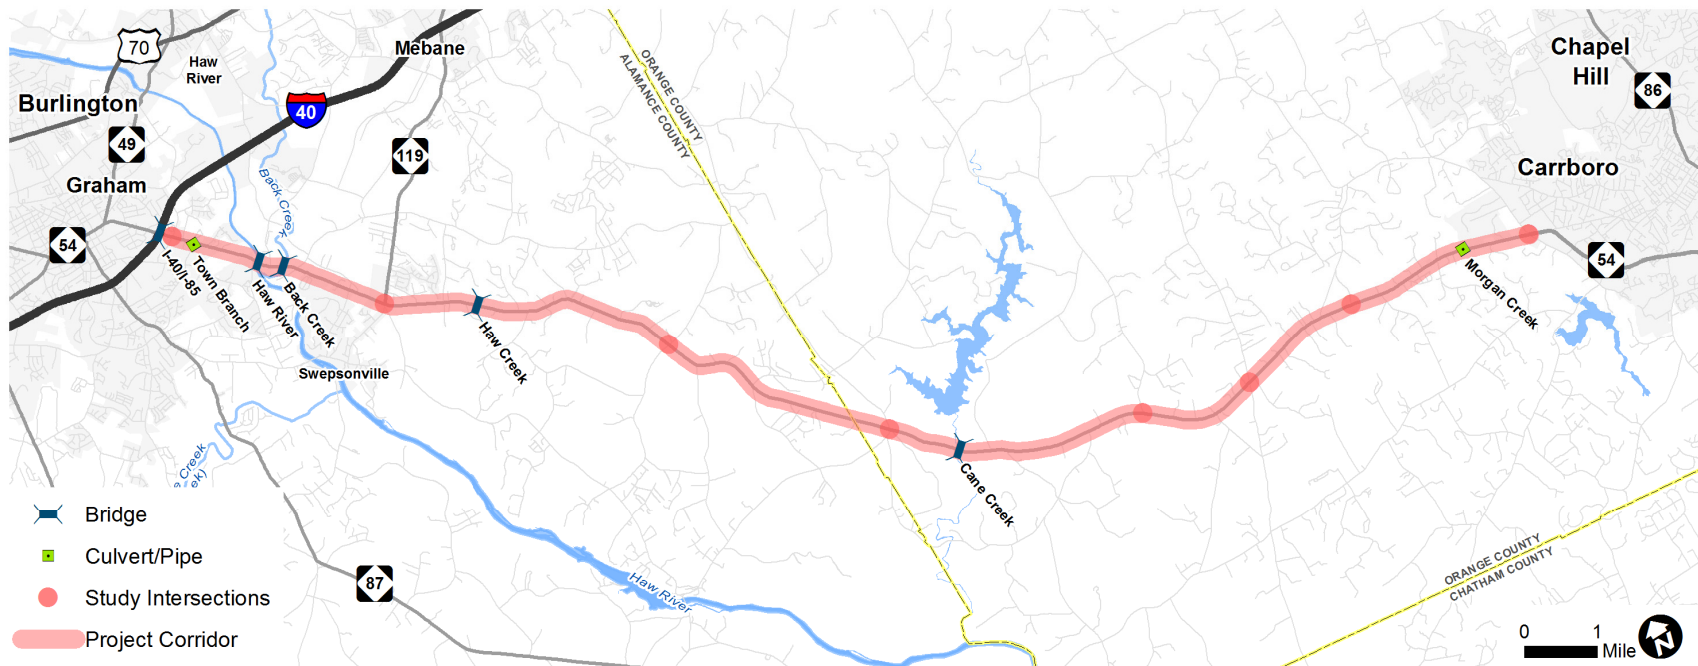 70
Haw
River
Mebane
Burlington
40
49
119
Graham
Back Creek
54
I-40/I-85
Town Branch
Haw River
Back Creek
Swepsonville
Haw Creek
ORANGE COUNTY
ALAMANCE COUNTY
Chapel
Hill
86
Carrboro
54
Morgan Creek
Cane Creek
e Creek
ek)
Haw River
87
ORANGE COUNTY
CHATHAM COUNTY
Bridge
Culvert/Pipe
Study Intersections
Project Corridor
0 1
Mile
N